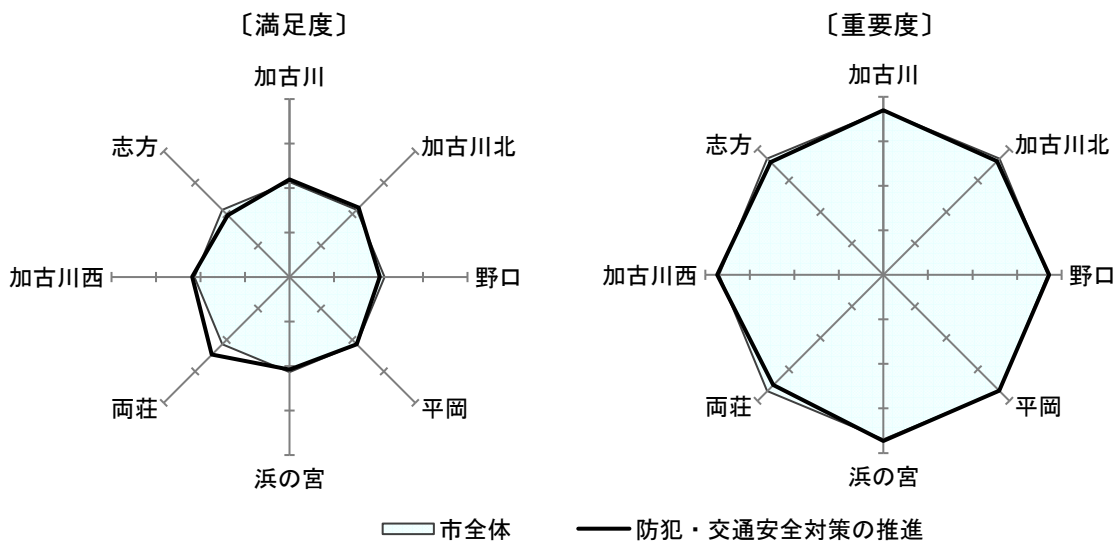 〔満足度〕
加古川
加古川北
野口
平岡
浜の宮
両荘
加古川西
志方
〔重要度〕
加古川
加古川北
野口
平岡
浜の宮
両荘
加古川西
志方
市全体
防犯・交通安全対策の推進